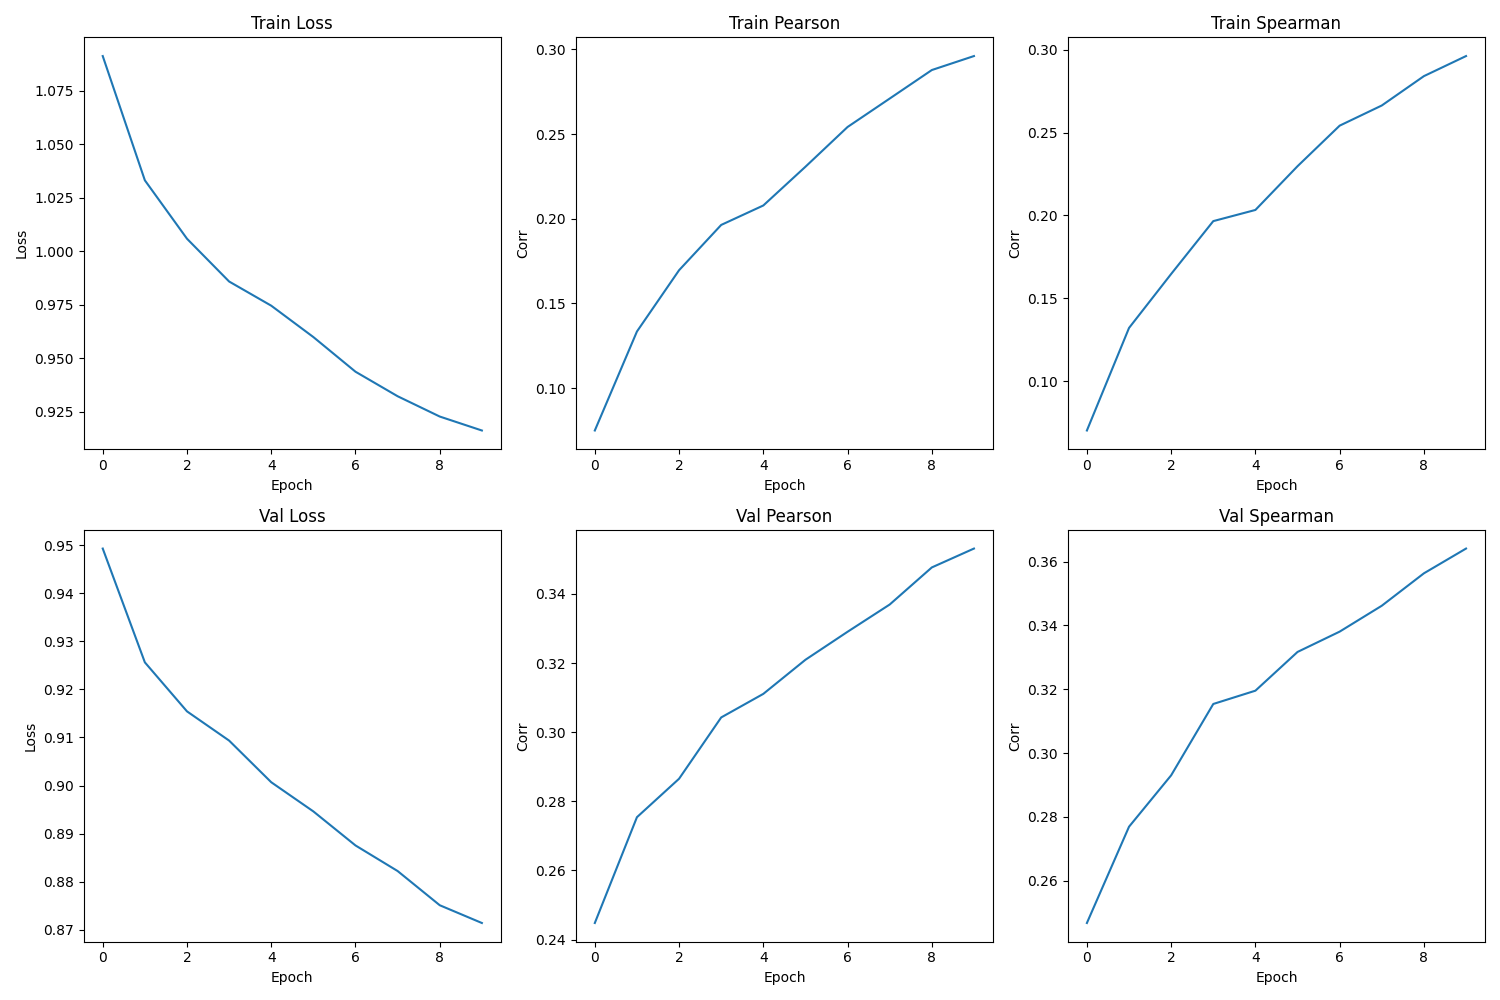 Train Loss
Train Pearson
Train Spearman
1.075
1.050
1.025
1.000
0.975
0.950
0.925
Loss
0 2 4 6 8
Epoch
0.30
0.25
0.20
0.15
0.10
Corr
0 2 4 6 8
Epoch
0.30
0.25
0.20
0.15
0.10
Corr
0 2 4 6 8
Epoch
Val Loss
Val Pearson
Val Spearman
0.95
0.94
0.93
0.92
0.91
0.90
0.89
0.88
0.87
Loss
0 2 4 6 8
Epoch
0.34
0.32
0.30
0.28
0.26
0.24
Corr
0 2 4 6 8
Epoch
0.36
0.34
0.32
0.30
0.28
0.26
Corr
0 2 4 6 8
Epoch